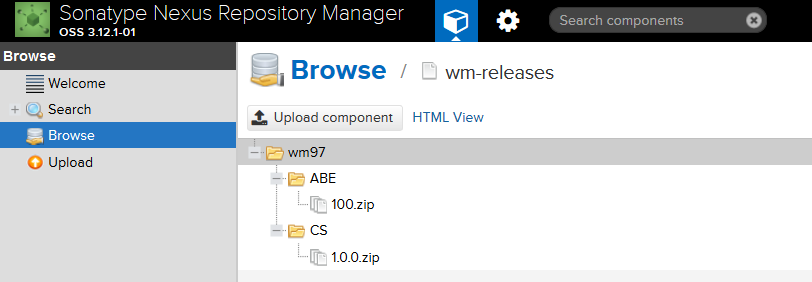 Sonatype Nexus Repository Manager
OSS 3.12.1-01
Search components
Browse
Welcome
Search
Browse
Upload
Browse / wm-releases
Upload component HTML View
wm97
ABE
100.zip
CS
1.0.0.zip